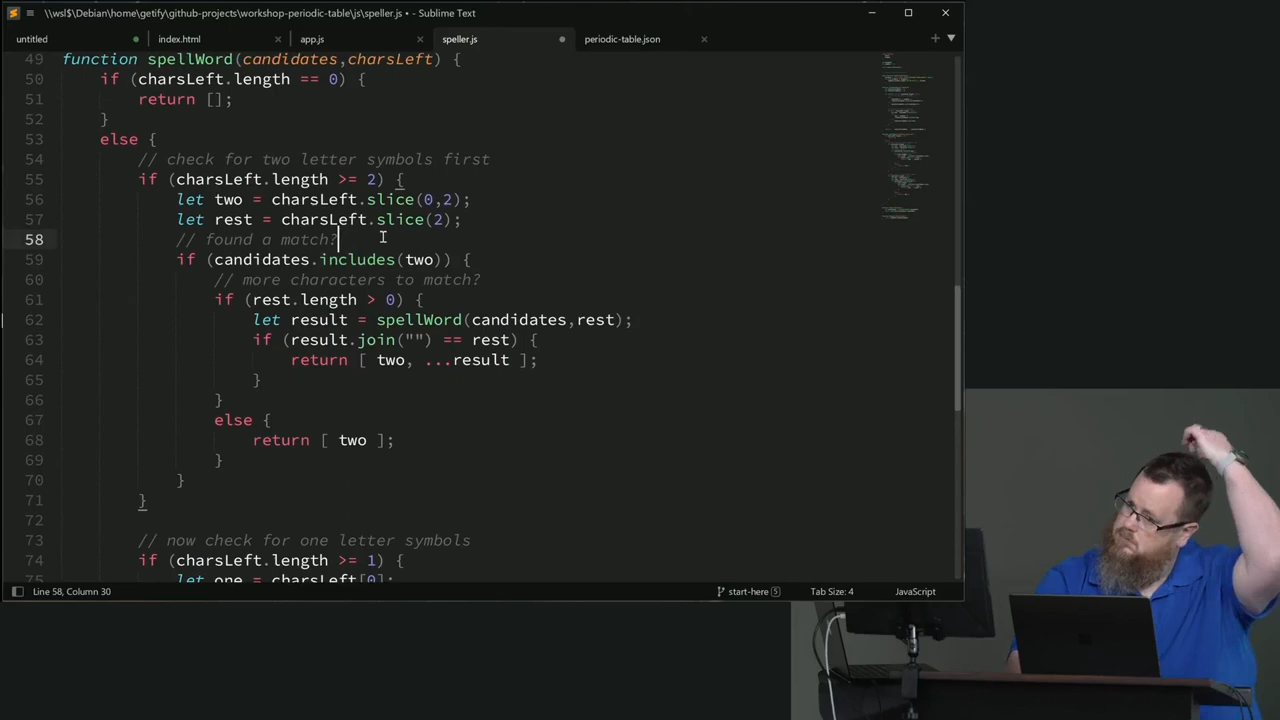 \\wsl$\Debian\home\getify\github-projects\workshop-periodic-table\js\speller.js • - Sublime Text
untitled
index.html
app.js
speller.js
periodic-table.json
49 function spellWord(candidates,charsLeft) {
50 if (charsLeft.length == 0) {
51 return [];
52 }
53 else {
54 // check for two letter symbols first
55 if (charsLeft.length >= 2) {
56 let two = charsLeft.slice(0,2);
57 let rest = charsLeft.slice(2);
58 // found a match?
59 if (candidates.includes(two)) {
60 // more characters to match?
61 if (rest.length > 0) {
62 let result = spellWord(candidates,rest);
63 if (result.join("") == rest) {
64 return [ two, ...result ];
65 }
66 }
67 else {
68 return [ two ];
69 }
70 }
71 }
72
73 // now check for one letter symbols
74 if (charsLeft.length >= 1) {
75 let one = charsLeft[0];
Line 58, Column 30
start-here 5
Tab Size: 4
JavaScript